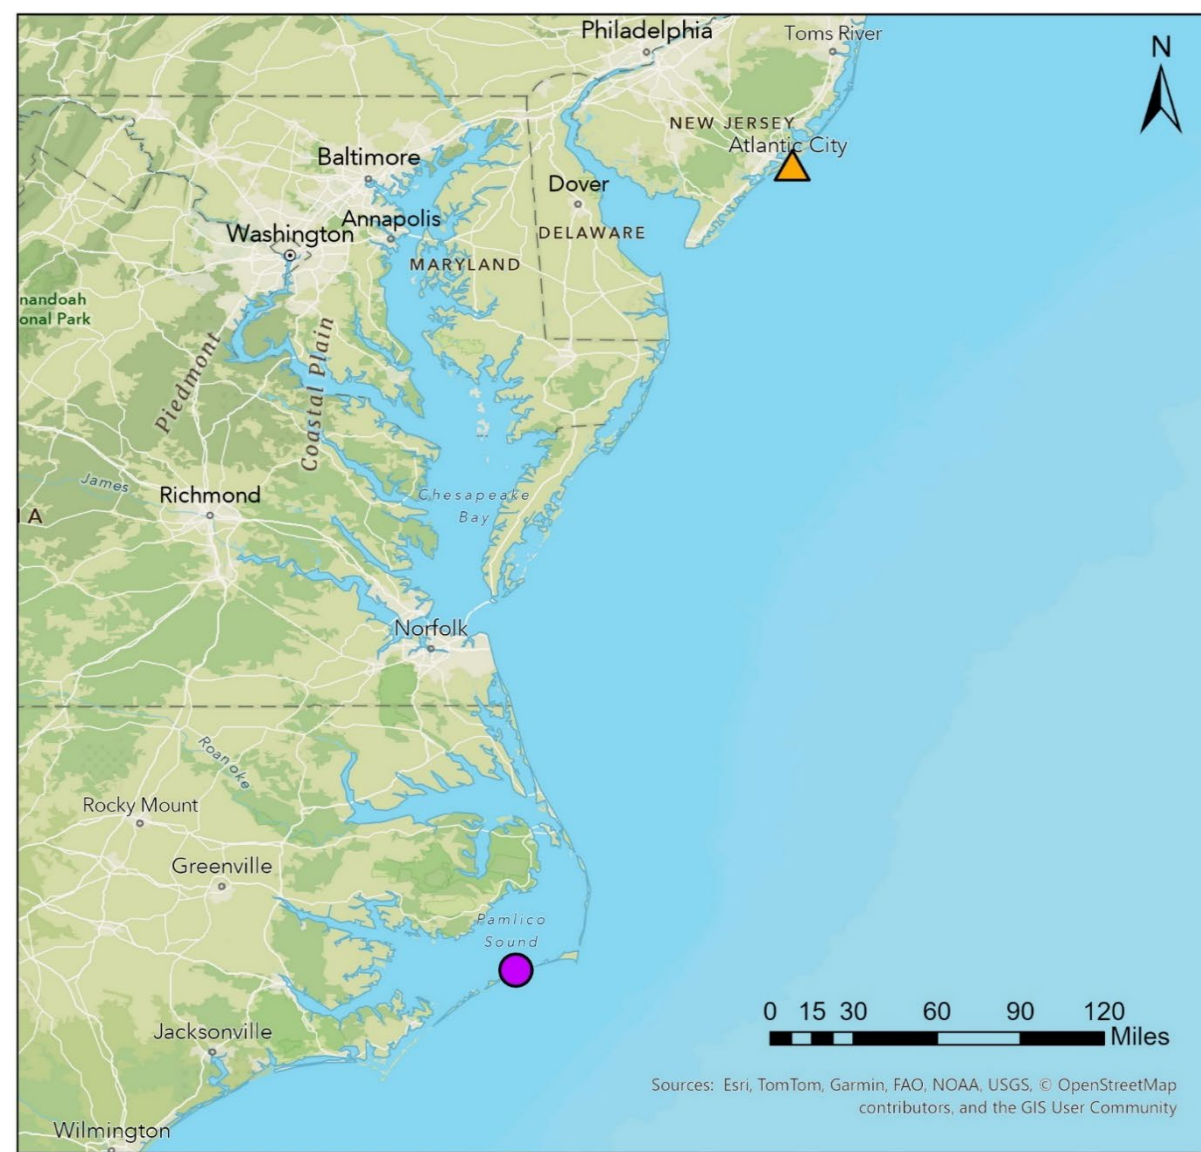 Philadelphia
Toms River
N
NEW JERSEY
Atlantic City
Baltimore
Dover
Annapolis
Washington
DELAWARE
MARYLAND
nandoah
onal Park
Piedmont
Coastal Plain
James
Richmond
Chesapeake
Bay
I A
Norfolk
Roanoke
Rocky Mount
Greenville
Pamlico
Sound
0 15 30 60 90 120
Miles
Jacksonville
Sources: Esri, TomTom, Garmin, FAO, NOAA, USGS, © OpenStreetMap
contributors, and the GIS User Community
Wilmington